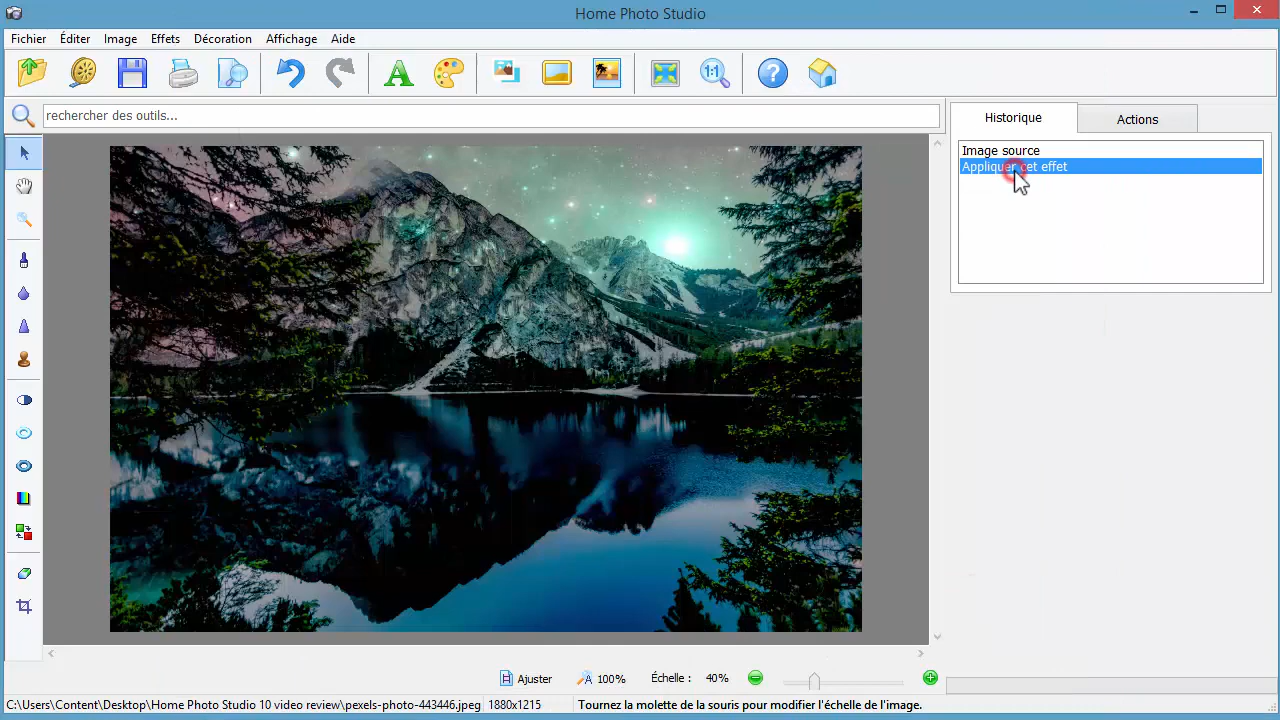 Home Photo Studio
Fichier Éditer Image Effets Décoration Affichage Aide
A 1:1 ?
rechercher des outils...
Historique Actions
Image source
Appliquer cet effet
Ajuster 100% Échelle : 40%
C:\Users\Content\Desktop\Home Photo Studio 10 video review\pexels-photo-443446.jpeg 1880x1215 Tournez la molette de la souris pour modifier l'échelle de l'image.